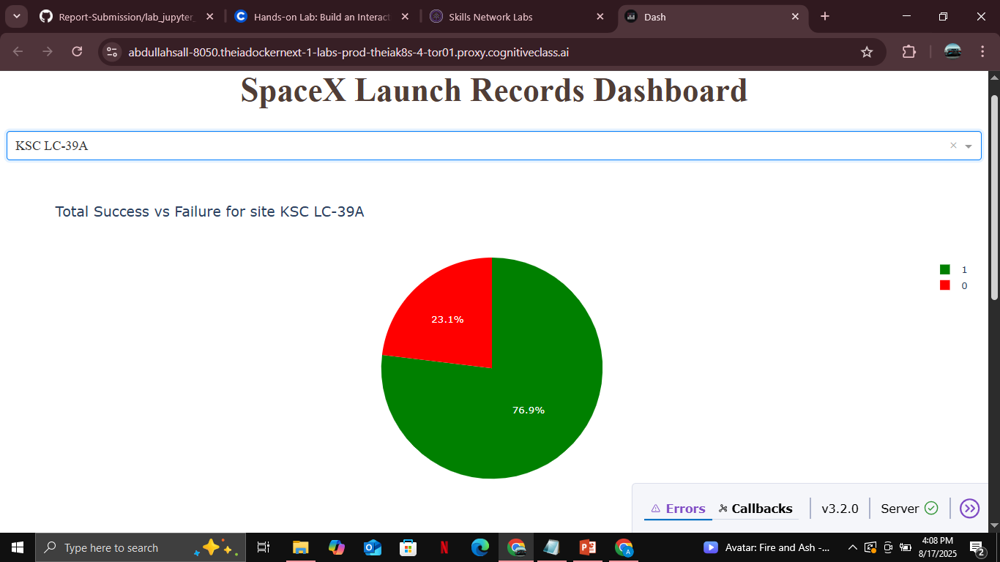 Report-Submission/lab_jupyter_
Hands-on Lab: Build an Interact
Skills Network Labs
Dash
abdullahsall-8050.theiadockernext-1-labs-prod-theiak8s-4-tor01.proxy.cognitiveclass.ai
SpaceX Launch Records Dashboard
KSC LC-39A
Total Success vs Failure for site KSC LC-39A
1
0
23.1%
76.9%
Errors
Callbacks
v3.2.0
Server
Type here to search
Avatar: Fire and Ash -...
4:08 PM
8/17/2025
2